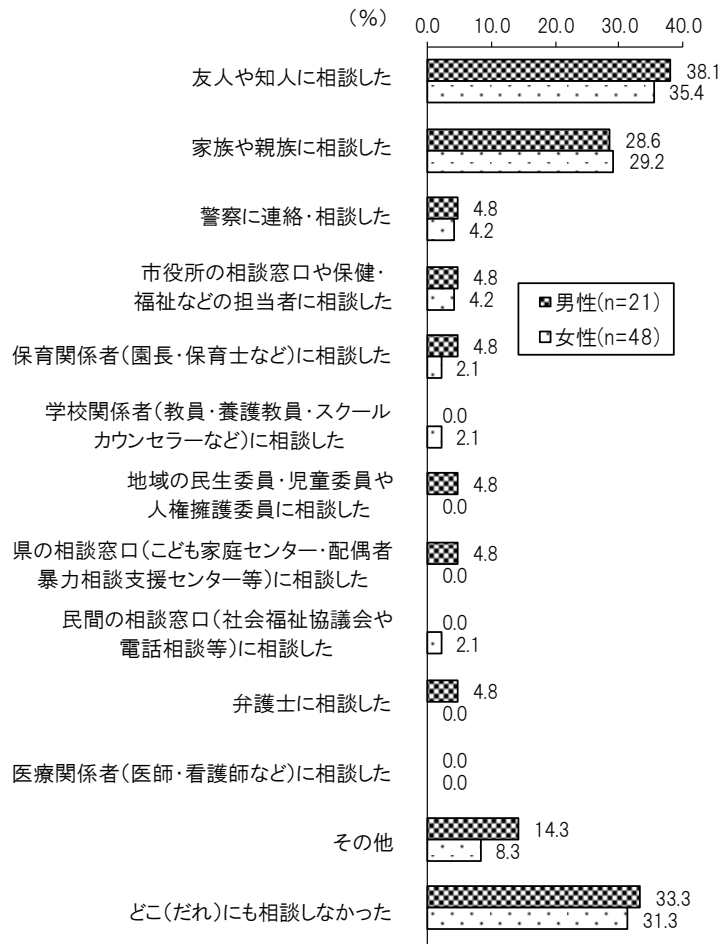 （％）
0.0 10.0 20.0 30.0 40.0
友人や知人に相談した
38.1
35.4
家族や親族に相談した
28.6
29.2
警察に連絡・相談した
4.8
4.2
市役所の相談窓口や保健・
福祉などの担当者に相談した
4.8
4.2
男性(n=21)
女性(n=48)
保育関係者（園長・保育士など）に相談した
4.8
2.1
学校関係者（教員・養護教員・スクール
カウンセラーなど）に相談した
0.0
2.1
地域の民生委員・児童委員や
人権擁護委員に相談した
4.8
0.0
県の相談窓口（こども家庭センター・配偶者
暴力相談支援センター等）に相談した
4.8
0.0
民間の相談窓口（社会福祉協議会や
電話相談等）に相談した
0.0
2.1
弁護士に相談した
4.8
0.0
医療関係者（医師・看護師など）に相談した
0.0
0.0
その他
14.3
8.3
どこ（だれ）にも相談しなかった
33.3
31.3